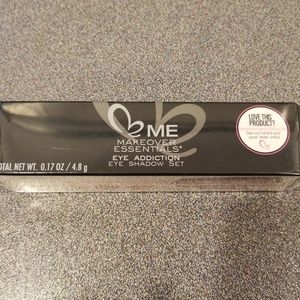 ME
MAKEOVER
ESSENTIALS®
EYE ADDICTION
EYE SHADOW SET
TOTAL NET WT. 0.17 OZ / 4.8 g
LOVE THIS
PRODUCT?